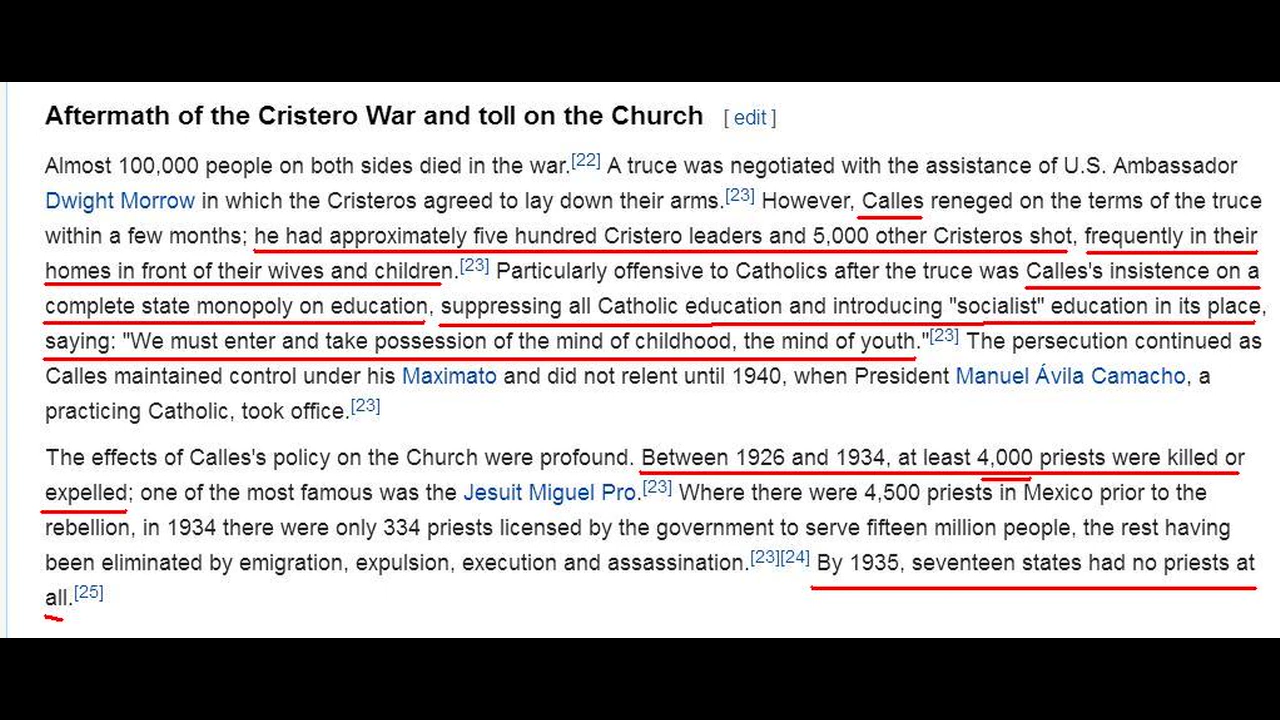 Aftermath of the Cristero War and toll on the Church [ edit ]
Almost 100,000 people on both sides died in the war.[22] A truce was negotiated with the assistance of U.S. Ambassador
Dwight Morrow in which the Cristeros agreed to lay down their arms.[23] However, Calles reneged on the terms of the truce
within a few months; he had approximately five hundred Cristero leaders and 5,000 other Cristeros shot, frequently in their
homes in front of their wives and children.[23] Particularly offensive to Catholics after the truce was Calles's insistence on a
complete state monopoly on education, suppressing all Catholic education and introducing "socialist" education in its place,
saying: "We must enter and take possession of the mind of childhood, the mind of youth."[23] The persecution continued as
Calles maintained control under his Maximato and did not relent until 1940, when President Manuel Ávila Camacho, a
practicing Catholic, took office.[23]
The effects of Calles's policy on the Church were profound. Between 1926 and 1934, at least 4,000 priests were killed or
expelled; one of the most famous was the Jesuit Miguel Pro.[23] Where there were 4,500 priests in Mexico prior to the
rebellion, in 1934 there were only 334 priests licensed by the government to serve fifteen million people, the rest having
been eliminated by emigration, expulsion, execution and assassination.[23][24] By 1935, seventeen states had no priests at
all.[25]